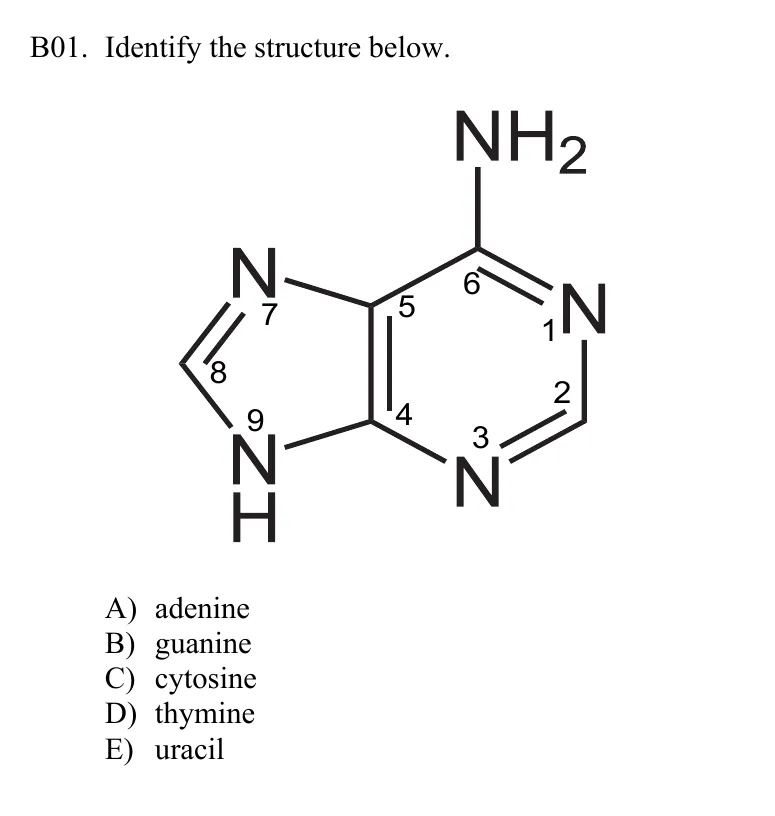 B01. Identify the structure below.
NH2
N
7
5
6
N
1
8
2
9
4
3
N
N
H
A) adenine
B) guanine
C) cytosine
D) thymine
E) uracil